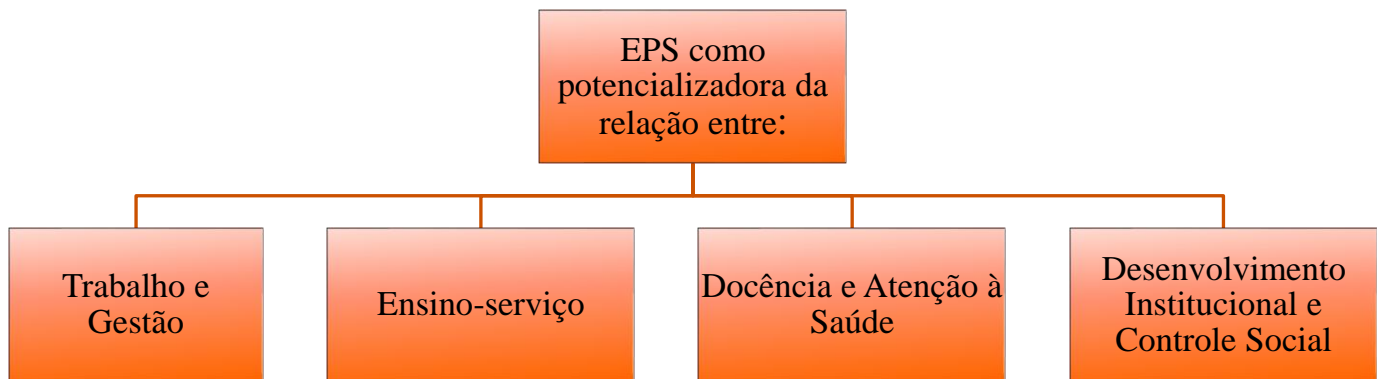 EPS como
potencializadora da
relação entre:
Trabalho e
Gestão
Ensino-serviço
Docência e Atenção à
Saúde
Desenvolvimento
Institucional e
Controle Social